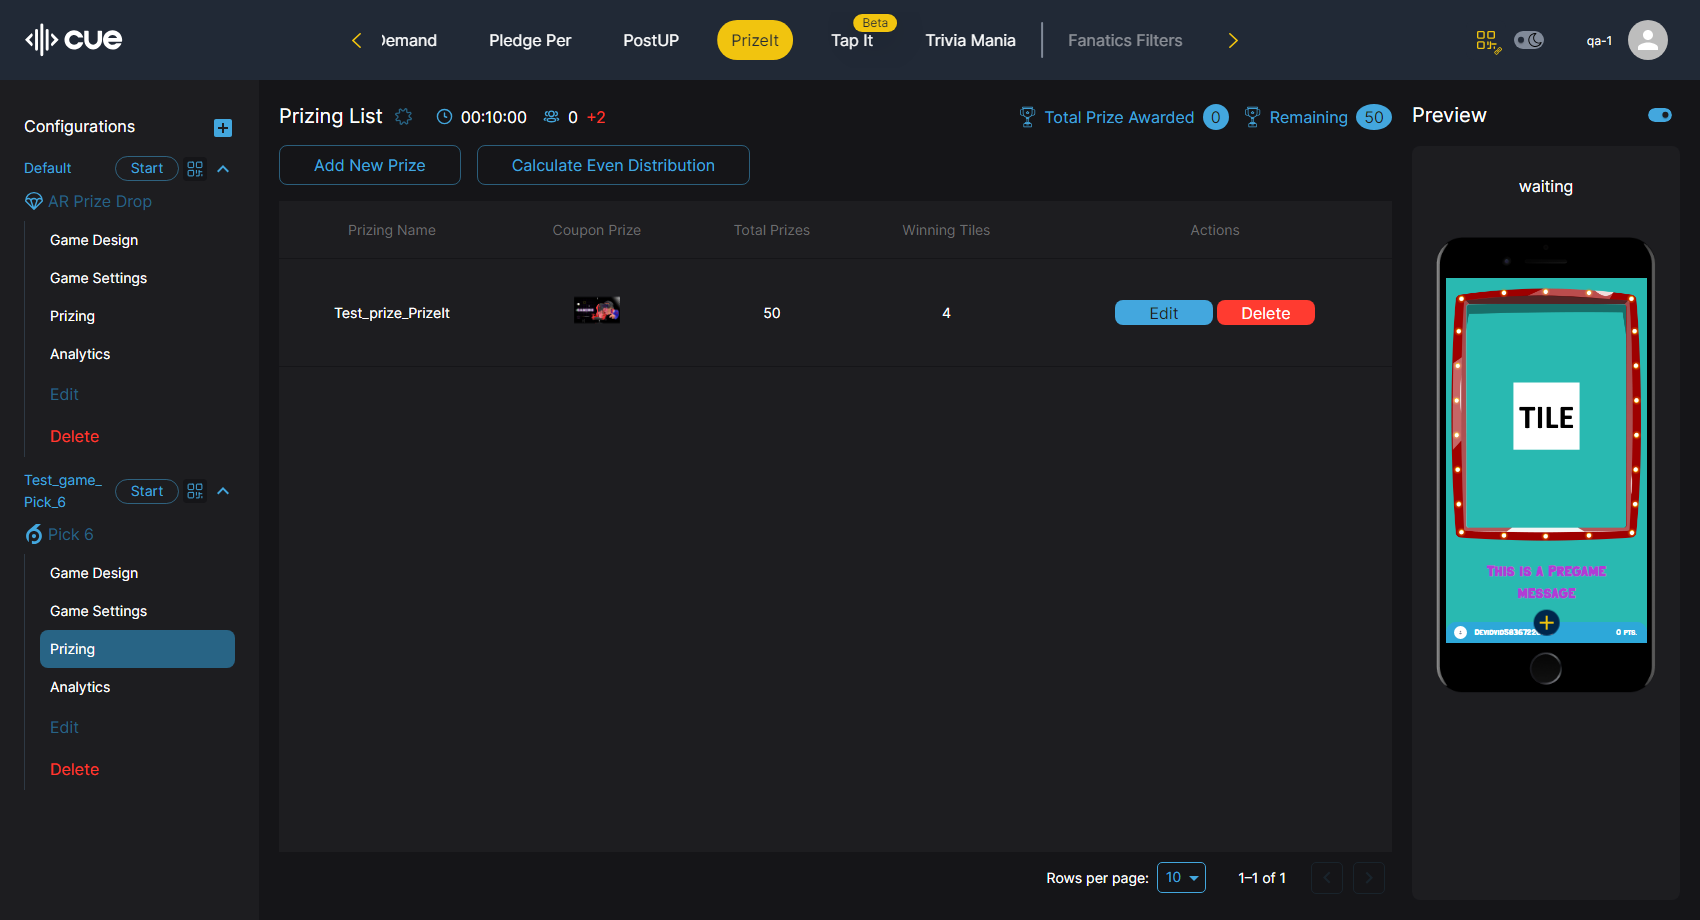 cue
Demand
Pledge Per
PostUP
PrizeIt
Beta
Tap It
Trivia Mania
Fanatics Filters
qa-1
Configurations
Default
Start
AR Prize Drop
Game Design
Game Settings
Prizing
Analytics
Edit
Delete
Test_game_
Pick_6
Start
Pick 6
Game Design
Game Settings
Prizing
Analytics
Edit
Delete
Prizing List
00:10:00
0
+2
Total Prize Awarded 0
Remaining 50
Add New Prize
Calculate Even Distribution
Prizing Name
Coupon Prize
Total Prizes
Winning Tiles
Actions
Test_prize_PrizeIt
50
4
Edit
Delete
Rows per page: 10
1–1 of 1
Preview
waiting
TILE
This is a Pregame
message
0 pts.